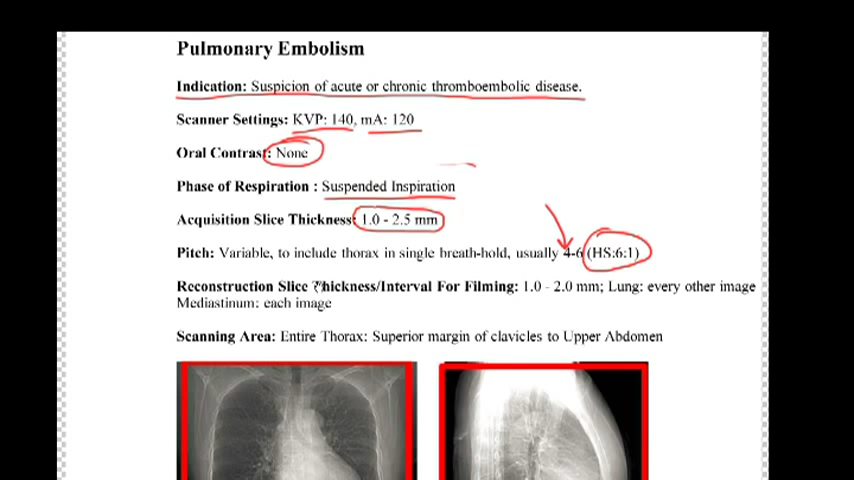 Pulmonary Embolism
Indication: Suspicion of acute or chronic thromboembolic disease.
Scanner Settings: KVP: 140, mA: 120
Oral Contrast: None
Phase of Respiration : Suspended Inspiration
Acquisition Slice Thickness: 1.0 - 2.5 mm
Pitch: Variable, to include thorax in single breath-hold, usually 4-6 (HS:6:1)
Reconstruction Slice Thickness/Interval For Filming: 1.0 - 2.0 mm; Lung: every other image
Mediastinum: each image
Scanning Area: Entire Thorax: Superior margin of clavicles to Upper Abdomen